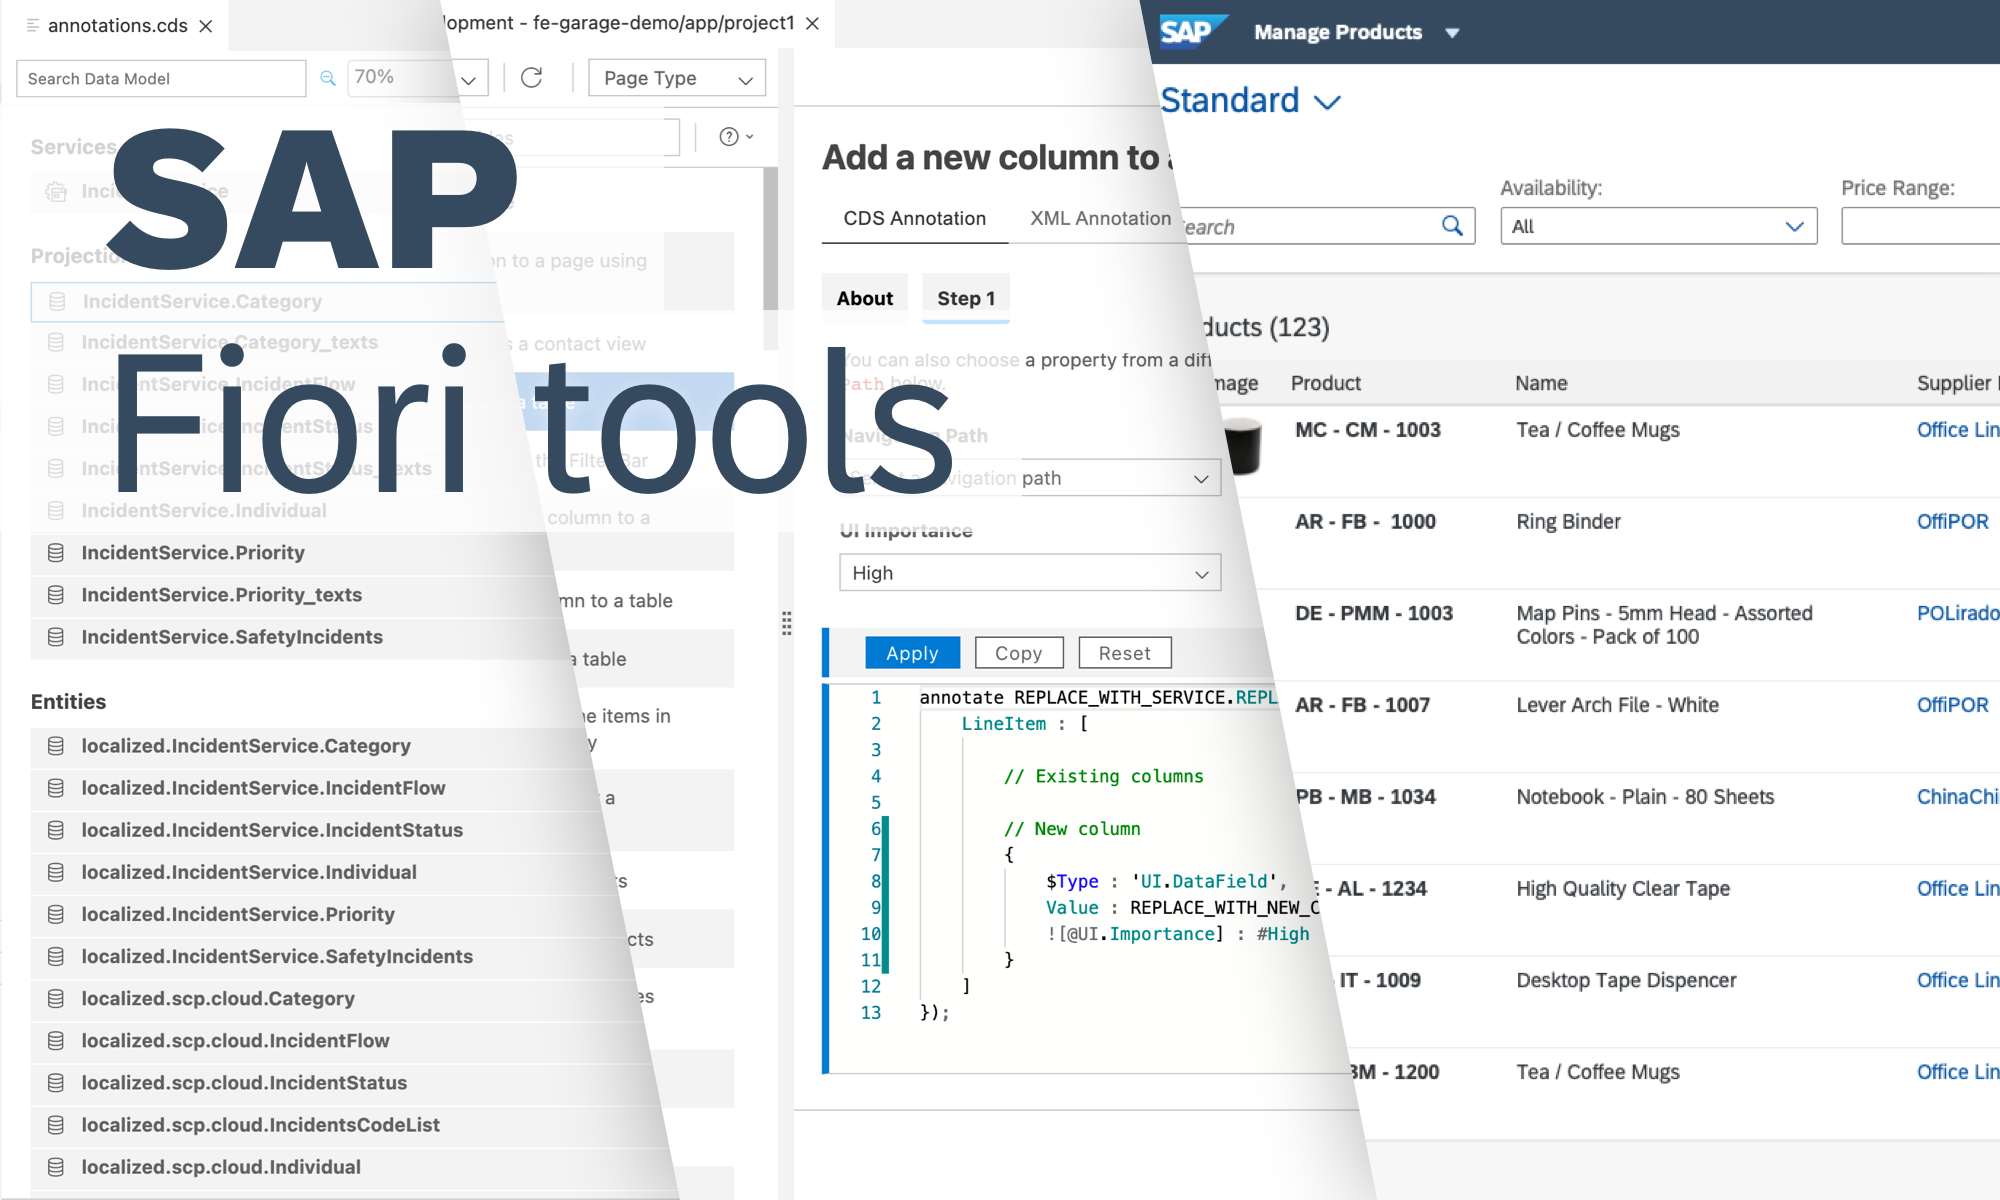 annotations.cds
Search Data Model
70%
Services
Projection
IncidentService.Category
IncidentService.Category_texts
IncidentService.IncidentFlow
IncidentService.IncidentStatus
IncidentService.IncidentStatus_texts
IncidentService.Individual
IncidentService.Priority
IncidentService.Priority_texts
IncidentService.SafetyIncidents
Entities
localized.IncidentService.Category
localized.IncidentService.IncidentFlow
localized.IncidentService.IncidentStatus
localized.IncidentService.Individual
localized.IncidentService.Priority
localized.IncidentService.SafetyIncidents
localized.scp.cloud.Category
localized.scp.cloud.IncidentFlow
localized.scp.cloud.IncidentStatus
localized.scp.cloud.IncidentsCodeList
localized.scp.cloud.Individual
SAP
Fiori tools
lopment - fe-garage-demo/app/project1
Page Type
on to a page using
s a contact view
a table
the Filter Bar
column to a
mn to a table
a table
ne items in
y
a
rs
cts
es
Add a new column to a
CDS Annotation
XML Annotation
About
Step 1
You can also choose a property from a diff
Path below.
Navigation Path
Select a navigation path
UI Importance
High
Apply
Copy
Reset
1 annotate REPLACE_WITH_SERVICE.REPL
2 LineItem : [
3
4 // Existing columns
5
6 // New column
7 {
8 $Type : 'UI.DataField',
9 Value : REPLACE_WITH_NEW_C
10 ![@UI.Importance] : #High
11 }
12 ]
13 });
SAP
Manage Products
Standard
earch
Availability:
All
Price Range:
ducts (123)
mage Product Name Supplier
MC - CM - 1003 Tea / Coffee Mugs Office Lin
AR - FB - 1000 Ring Binder OffiPOR
DE - PMM - 1003 Map Pins - 5mm Head - Assorted POLirado
Colors - Pack of 100
AR - FB - 1007 Lever Arch File - White OffiPOR
PB - MB - 1034 Notebook - Plain - 80 Sheets ChinaChi
- AL - 1234 High Quality Clear Tape Office Lin
- IT - 1009 Desktop Tape Dispenser Office Lin
BM - 1200 Tea / Coffee Mugs Office Lin